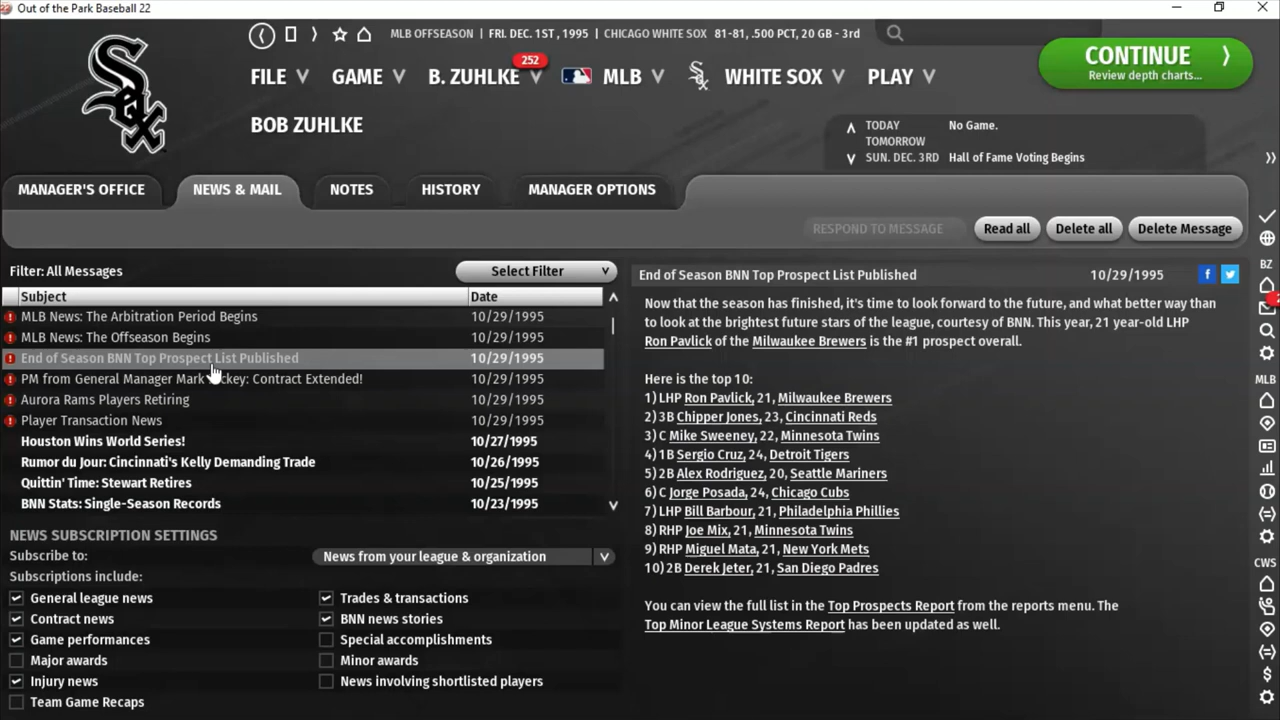 Out of the Park Baseball 22
MLB OFFSEASON | FRI. DEC. 1ST, 1995 | CHICAGO WHITE SOX 81-81, .500 PCT, 20 GB - 3rd
252
FILE GAME B. ZUHLKE MLB WHITE SOX PLAY
CONTINUE
Review depth charts...
Sox
BOB ZUHLKE
TODAY No Game.
TOMORROW
SUN. DEC. 3RD Hall of Fame Voting Begins
MANAGER'S OFFICE NEWS & MAIL NOTES HISTORY MANAGER OPTIONS
RESPOND TO MESSAGE Read all Delete all Delete Message
Filter: All Messages Select Filter
Subject Date
MLB News: The Arbitration Period Begins 10/29/1995
MLB News: The Offseason Begins 10/29/1995
End of Season BNN Top Prospect List Published 10/29/1995
PM from General Manager Mark ckey: Contract Extended! 10/29/1995
Aurora Rams Players Retiring 10/29/1995
Player Transaction News 10/29/1995
Houston Wins World Series! 10/27/1995
Rumor du Jour: Cincinnati's Kelly Demanding Trade 10/26/1995
Quittin' Time: Stewart Retires 10/25/1995
BNN Stats: Single-Season Records 10/23/1995
NEWS SUBSCRIPTION SETTINGS
Subscribe to: News from your league & organization
Subscriptions include:
General league news Trades & transactions
Contract news BNN news stories
Game performances Special accomplishments
Major awards Minor awards
Injury news News involving shortlisted players
Team Game Recaps
End of Season BNN Top Prospect List Published 10/29/1995
Now that the season has finished, it's time to look forward to the future, and what better way than
to look at the brightest future stars of the league, courtesy of BNN. This year, 21 year-old LHP
Ron Pavlick of the Milwaukee Brewers is the #1 prospect overall.
Here is the top 10:
1) LHP Ron Pavlick, 21, Milwaukee Brewers
2) 3B Chipper Jones, 23, Cincinnati Reds
3) C Mike Sweeney, 22, Minnesota Twins
4) 1B Sergio Cruz, 24, Detroit Tigers
5) 2B Alex Rodriguez, 20, Seattle Mariners
6) C Jorge Posada, 24, Chicago Cubs
7) LHP Bill Barbour, 21, Philadelphia Phillies
8) RHP Joe Mix, 21, Minnesota Twins
9) RHP Miguel Mata, 21, New York Mets
10) 2B Derek Jeter, 21, San Diego Padres
You can view the full list in the Top Prospects Report from the reports menu. The
Top Minor League Systems Report has been updated as well.
BZ
MLB
CWS